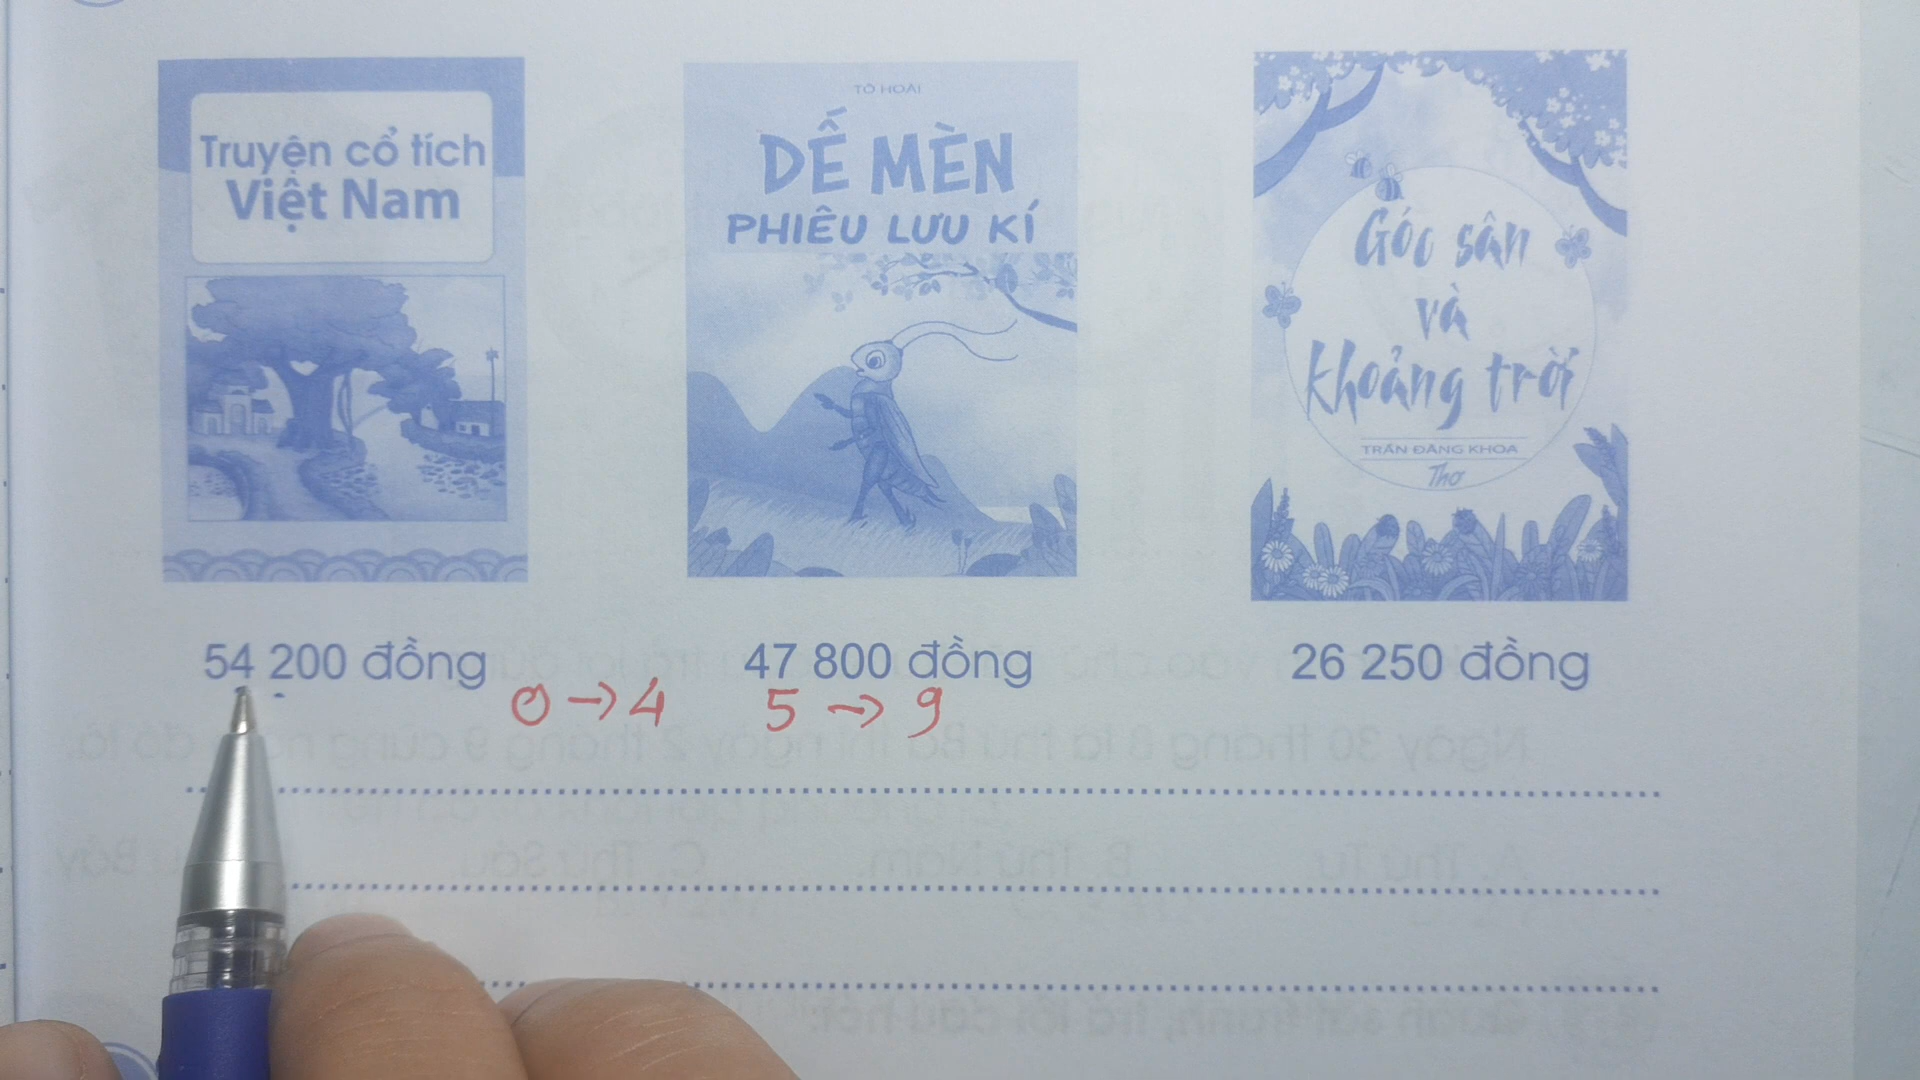 Truyện cổ tích
Việt Nam
TÔ HOÀI
DẾ MÈN
PHIÊU LƯU KÍ
Góc sân
và
khoảng trời
TRẦN ĐĂNG KHOA
Thơ
54 200 đồng
47 800 đồng
26 250 đồng
0 → 4
5 → 9